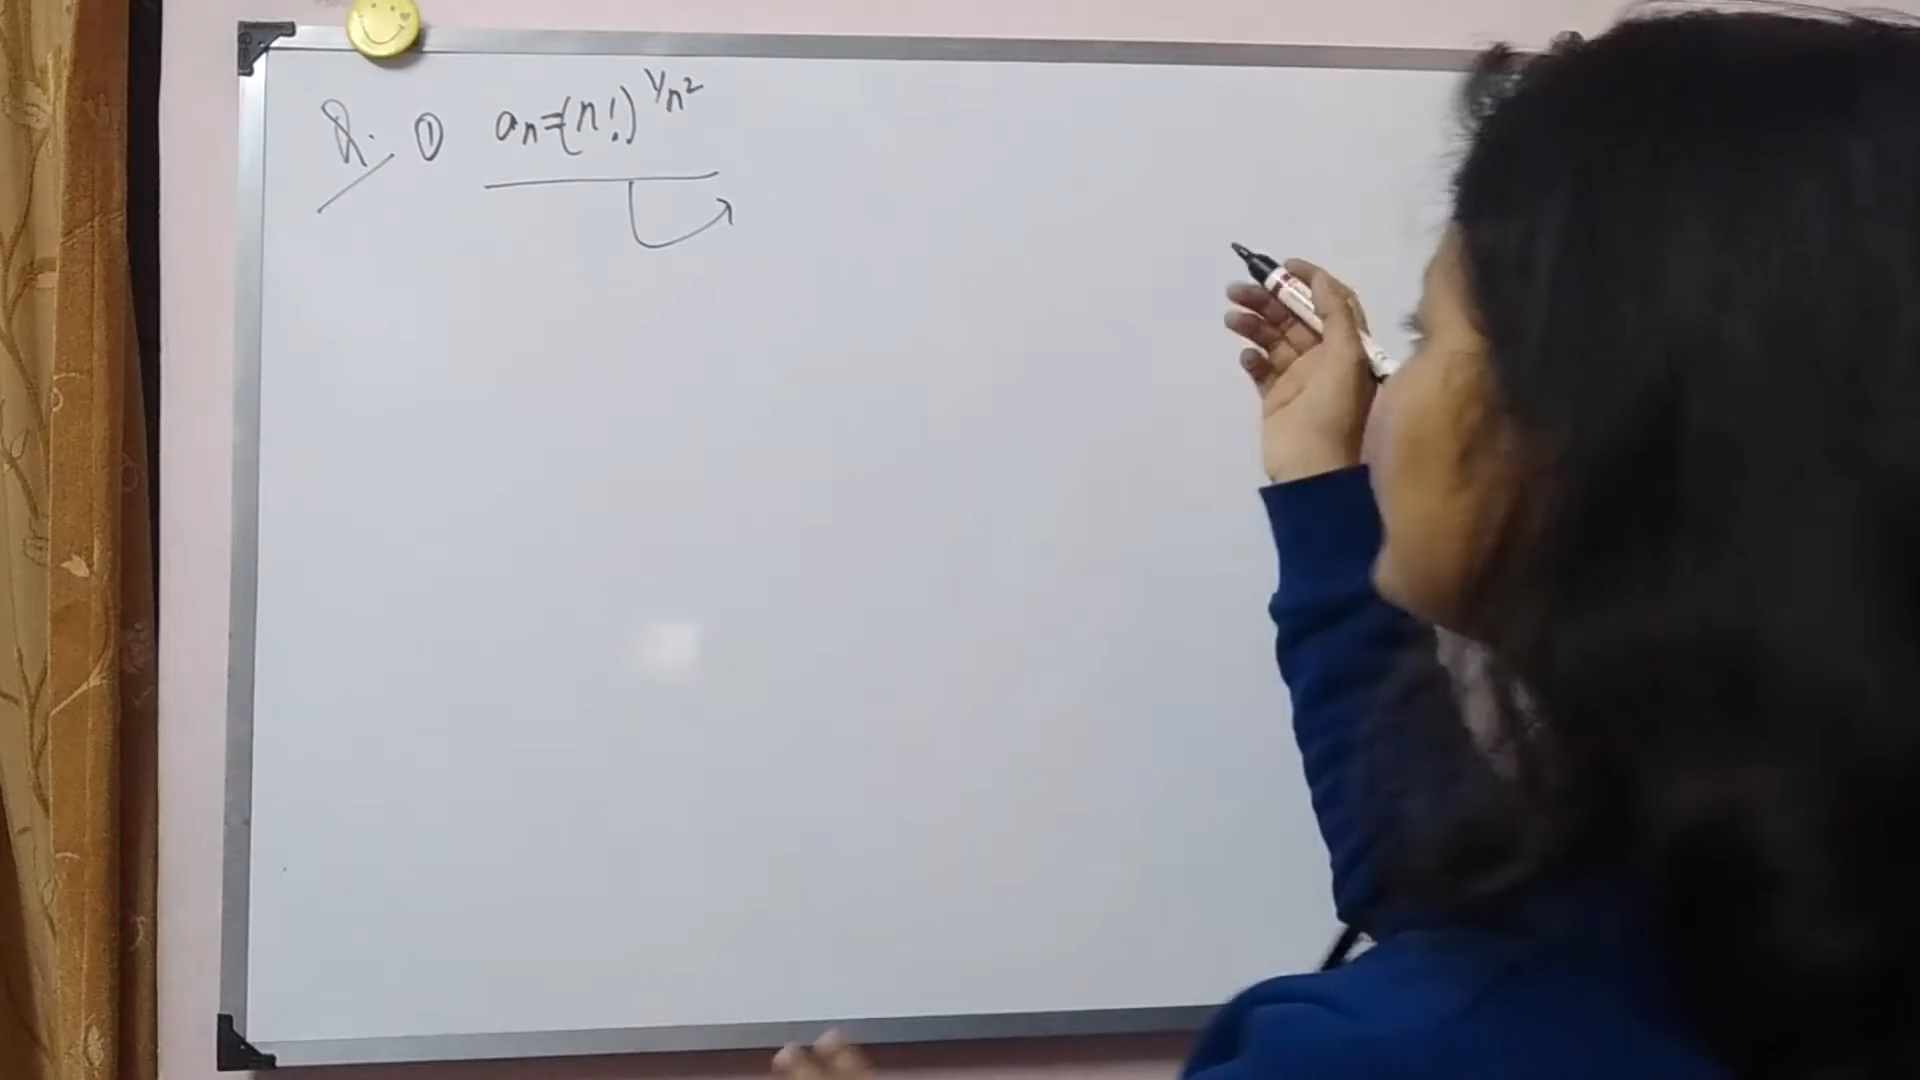 Q. ① aₙ=(n!)^1/n²